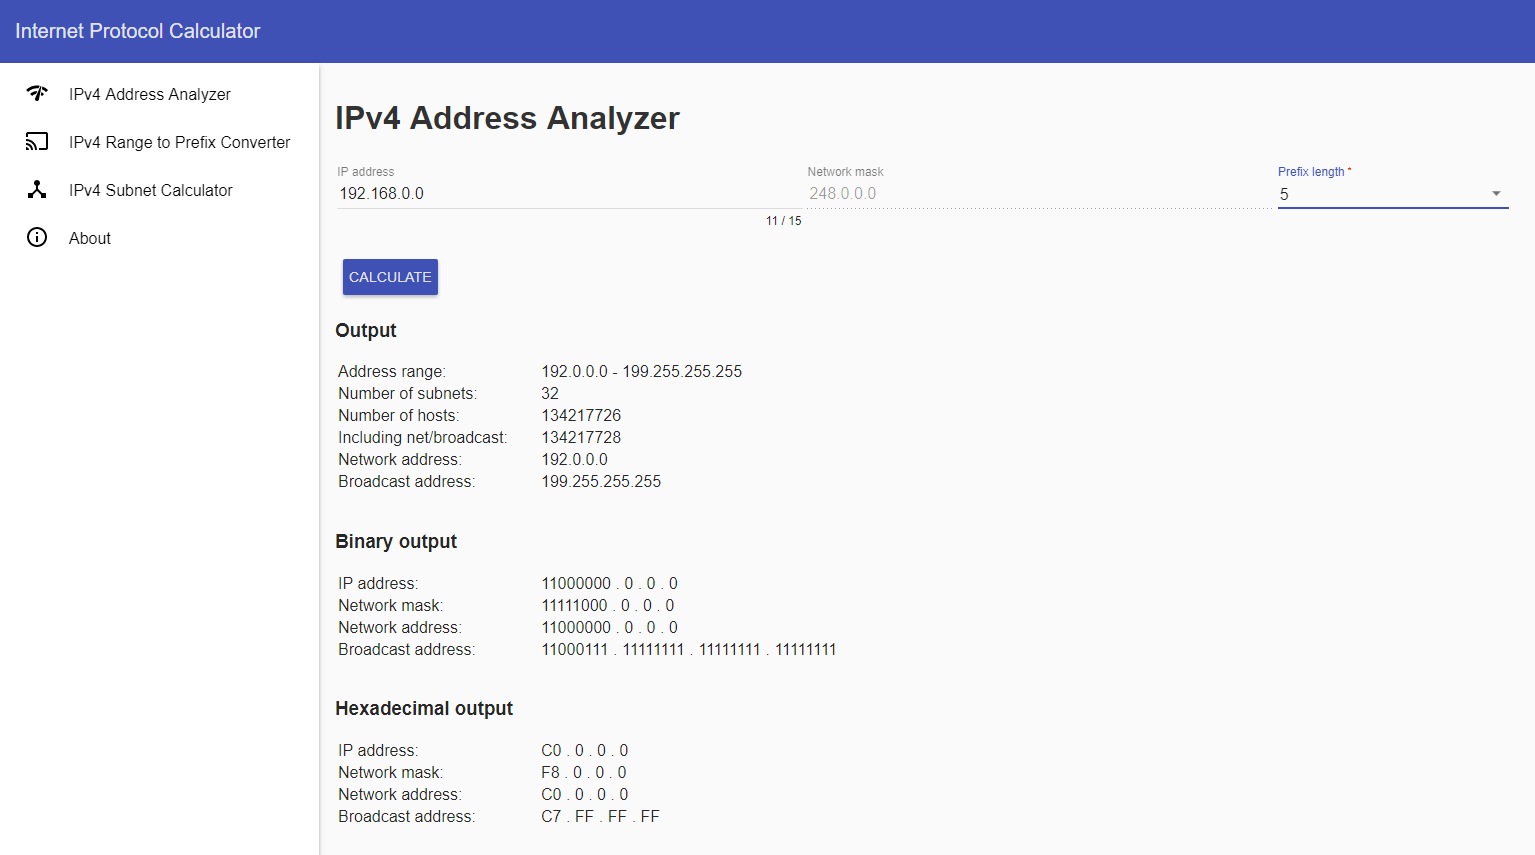 Internet Protocol Calculator
IPv4 Address Analyzer
IPv4 Range to Prefix Converter
IPv4 Subnet Calculator
About
IPv4 Address Analyzer
IP address
192.168.0.0
11 / 15
Network mask
248.0.0.0
Prefix length *
5
CALCULATE
Output
Address range: 192.0.0.0 - 199.255.255.255
Number of subnets: 32
Number of hosts: 134217726
Including net/broadcast: 134217728
Network address: 192.0.0.0
Broadcast address: 199.255.255.255
Binary output
IP address: 11000000 . 0 . 0 . 0
Network mask: 11111000 . 0 . 0 . 0
Network address: 11000000 . 0 . 0 . 0
Broadcast address: 11000111 . 11111111 . 11111111 . 11111111
Hexadecimal output
IP address: C0 . 0 . 0 . 0
Network mask: F8 . 0 . 0 . 0
Network address: C0 . 0 . 0 . 0
Broadcast address: C7 . FF . FF . FF